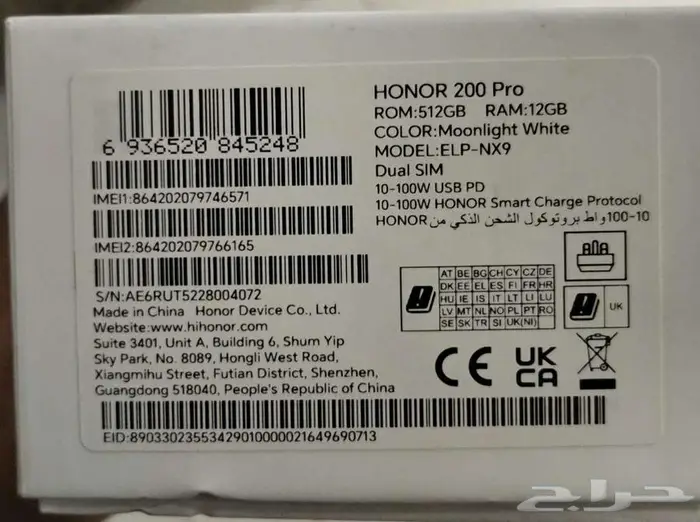 HONOR 200 Pro
ROM:512GB RAM:12GB
COLOR:Moonlight White
MODEL:ELP-NX9
Dual SIM
10-100W USB PD
10-100W HONOR Smart Charge Protocol
10-100واط بروتوكول الشحن الذكي من HONOR
6 936520 845248
IMEI1:864202079746571
IMEI2:864202079766165
S/N:AE6RUT5228004072
Made in China Honor Device Co., Ltd.
Website:www.hihonor.com
Suite 3401, Unit A, Building 6, Shum Yip
Sky Park, No. 8089, Hongli West Road,
Xiangmihu Street, Futian District, Shenzhen,
Guangdong 518040, People's Republic of China
AT BE BG CH CY CZ DE
DK EE EL ES FI FR HR
HU IE IS IT LT LI LU
LV MT NL NO PL PT RO
SE SK TR SI UK(NI)
UK
CE UK
CA
EID:89033023553429010000021649690713
حراج